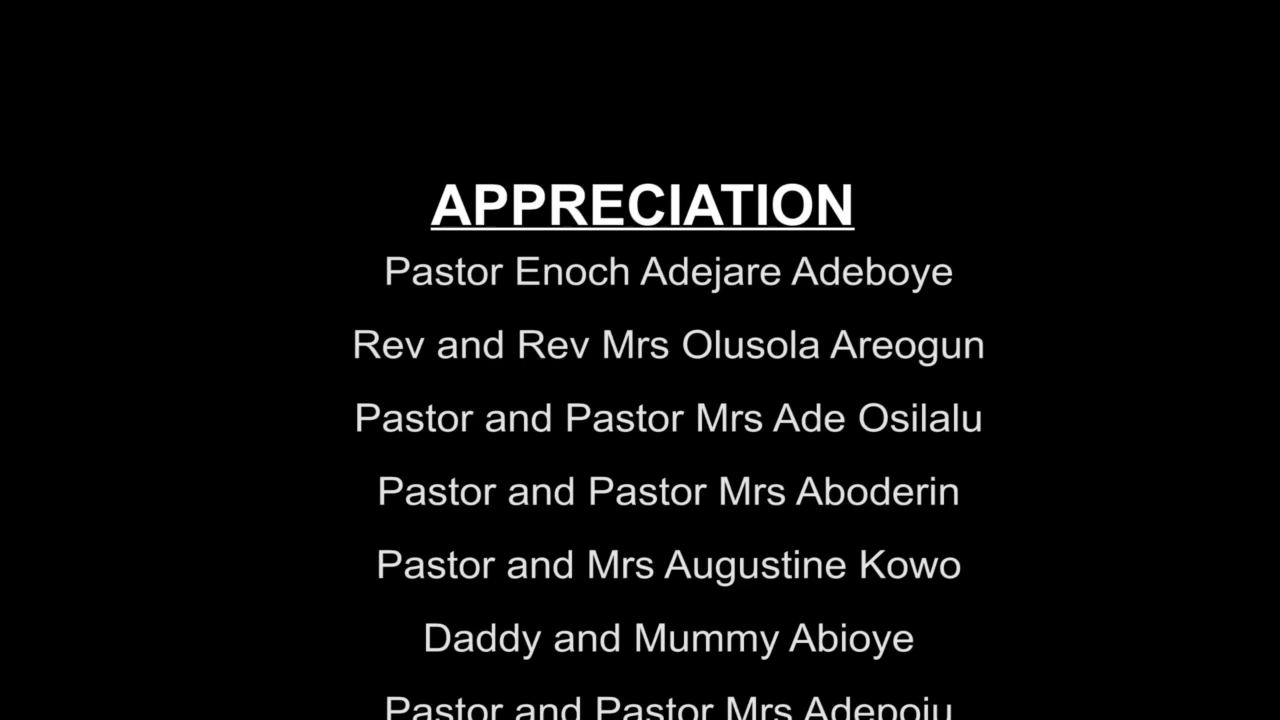 APPRECIATION
Pastor Enoch Adejare Adeboye
Rev and Rev Mrs Olusola Areogun
Pastor and Pastor Mrs Ade Osilalu
Pastor and Pastor Mrs Aboderin
Pastor and Mrs Augustine Kowo
Daddy and Mummy Abioye
Pastor and Pastor Mrs Adepoju